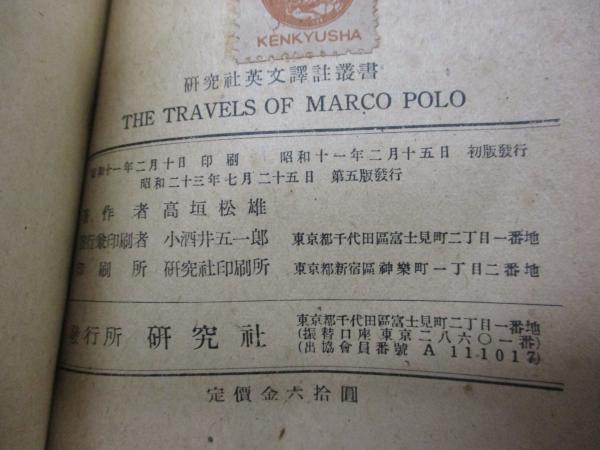 KENKYUSHA
研究社英文譯註叢書
THE TRAVELS OF MARCO POLO
昭和十一年二月十日 印刷 昭和十一年二月十五日 初版發行
昭和二十三年七月二十五日 第五版發行
著作者 高垣松雄
發行兼印刷者 小酒井五一郎 東京都千代田區富士見町二丁目一番地
印刷所 研究社印刷所 東京都新宿區神樂町一丁目二番地
發行所 研究社 東京都千代田區富士見町二丁目一番地
(振替口座東京二八六〇一番)
(出協會員番號 A 111017)
定價金六拾圓